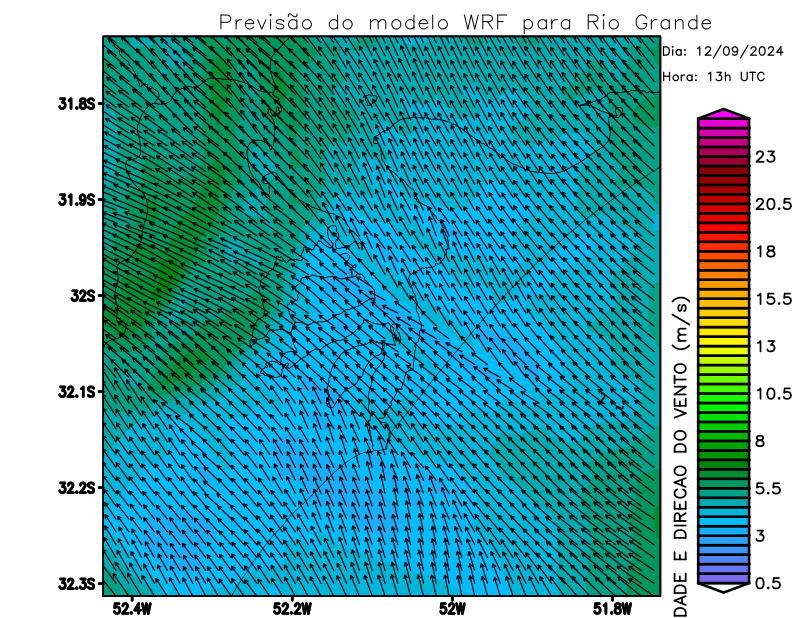 Previsão do modelo WRF para Rio Grande
Dia: 12/09/2024
Hora: 13h UTC
31.8S
31.9S
32S
32.1S
32.2S
32.3S
52.4W
52.2W
52W
51.8W
23
20.5
18
15.5
13
10.5
8
5.5
3
0.5
DADE E DIRECAO DO VENTO (m/s)